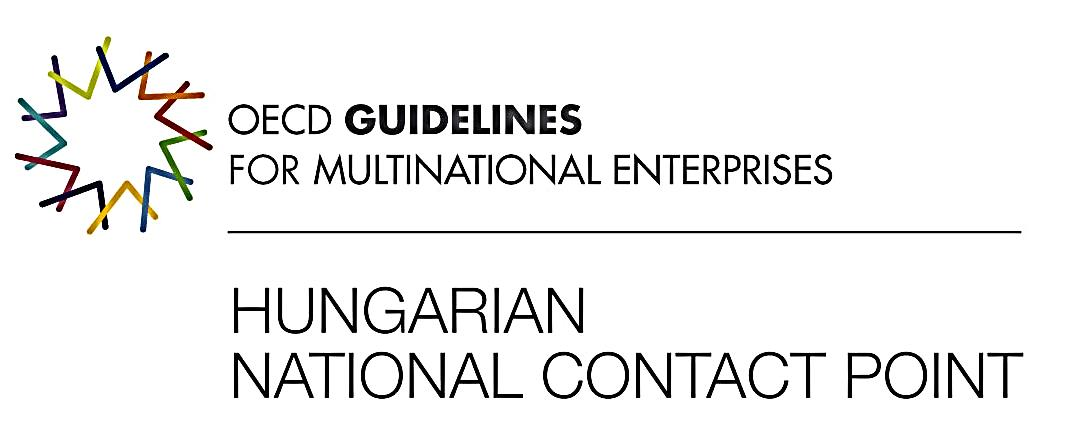 OECD GUIDELINES
FOR MULTINATIONAL ENTERPRISES
HUNGARIAN
NATIONAL CONTACT POINT